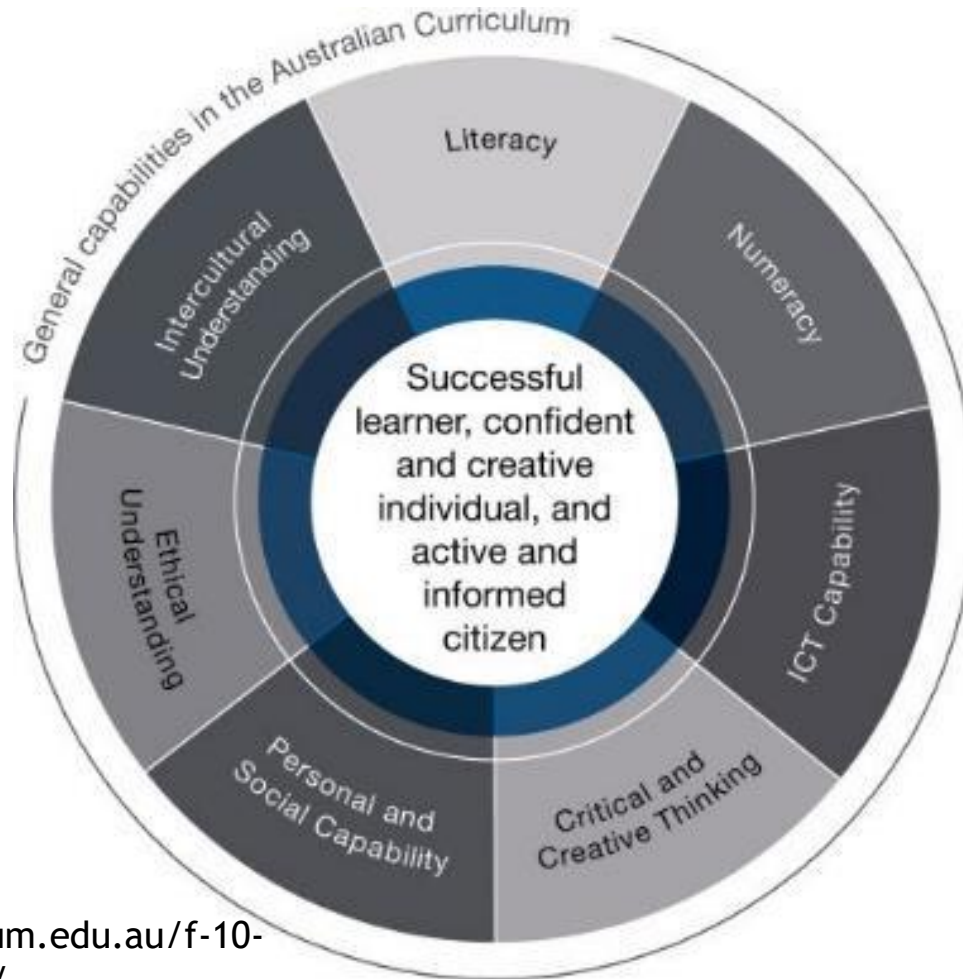 General capabilities in the Australian Curriculum
Literacy
Numeracy
ICT Capability
Critical and
Creative Thinking
Personal and
Social Capability
Ethical
Understanding
Intercultural
Understanding
Successful
learner, confident
and creative
individual, and
active and
informed
citizen
um.edu.au/f-10-